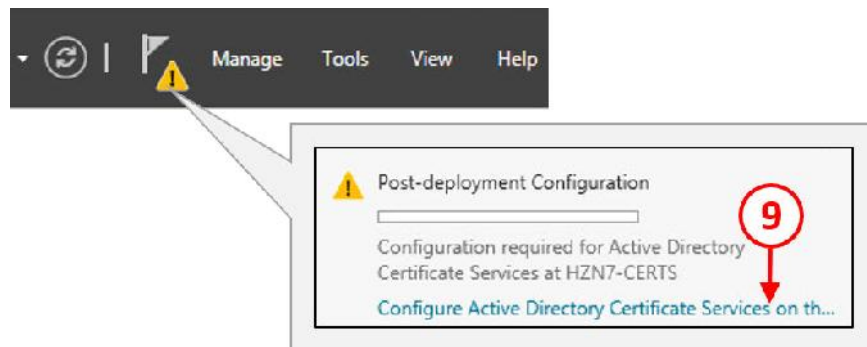 Manage Tools View Help
Post-deployment Configuration
9
Configuration required for Active Directory
Certificate Services at HZN7-CERTS
Configure Active Directory Certificate Services on th...